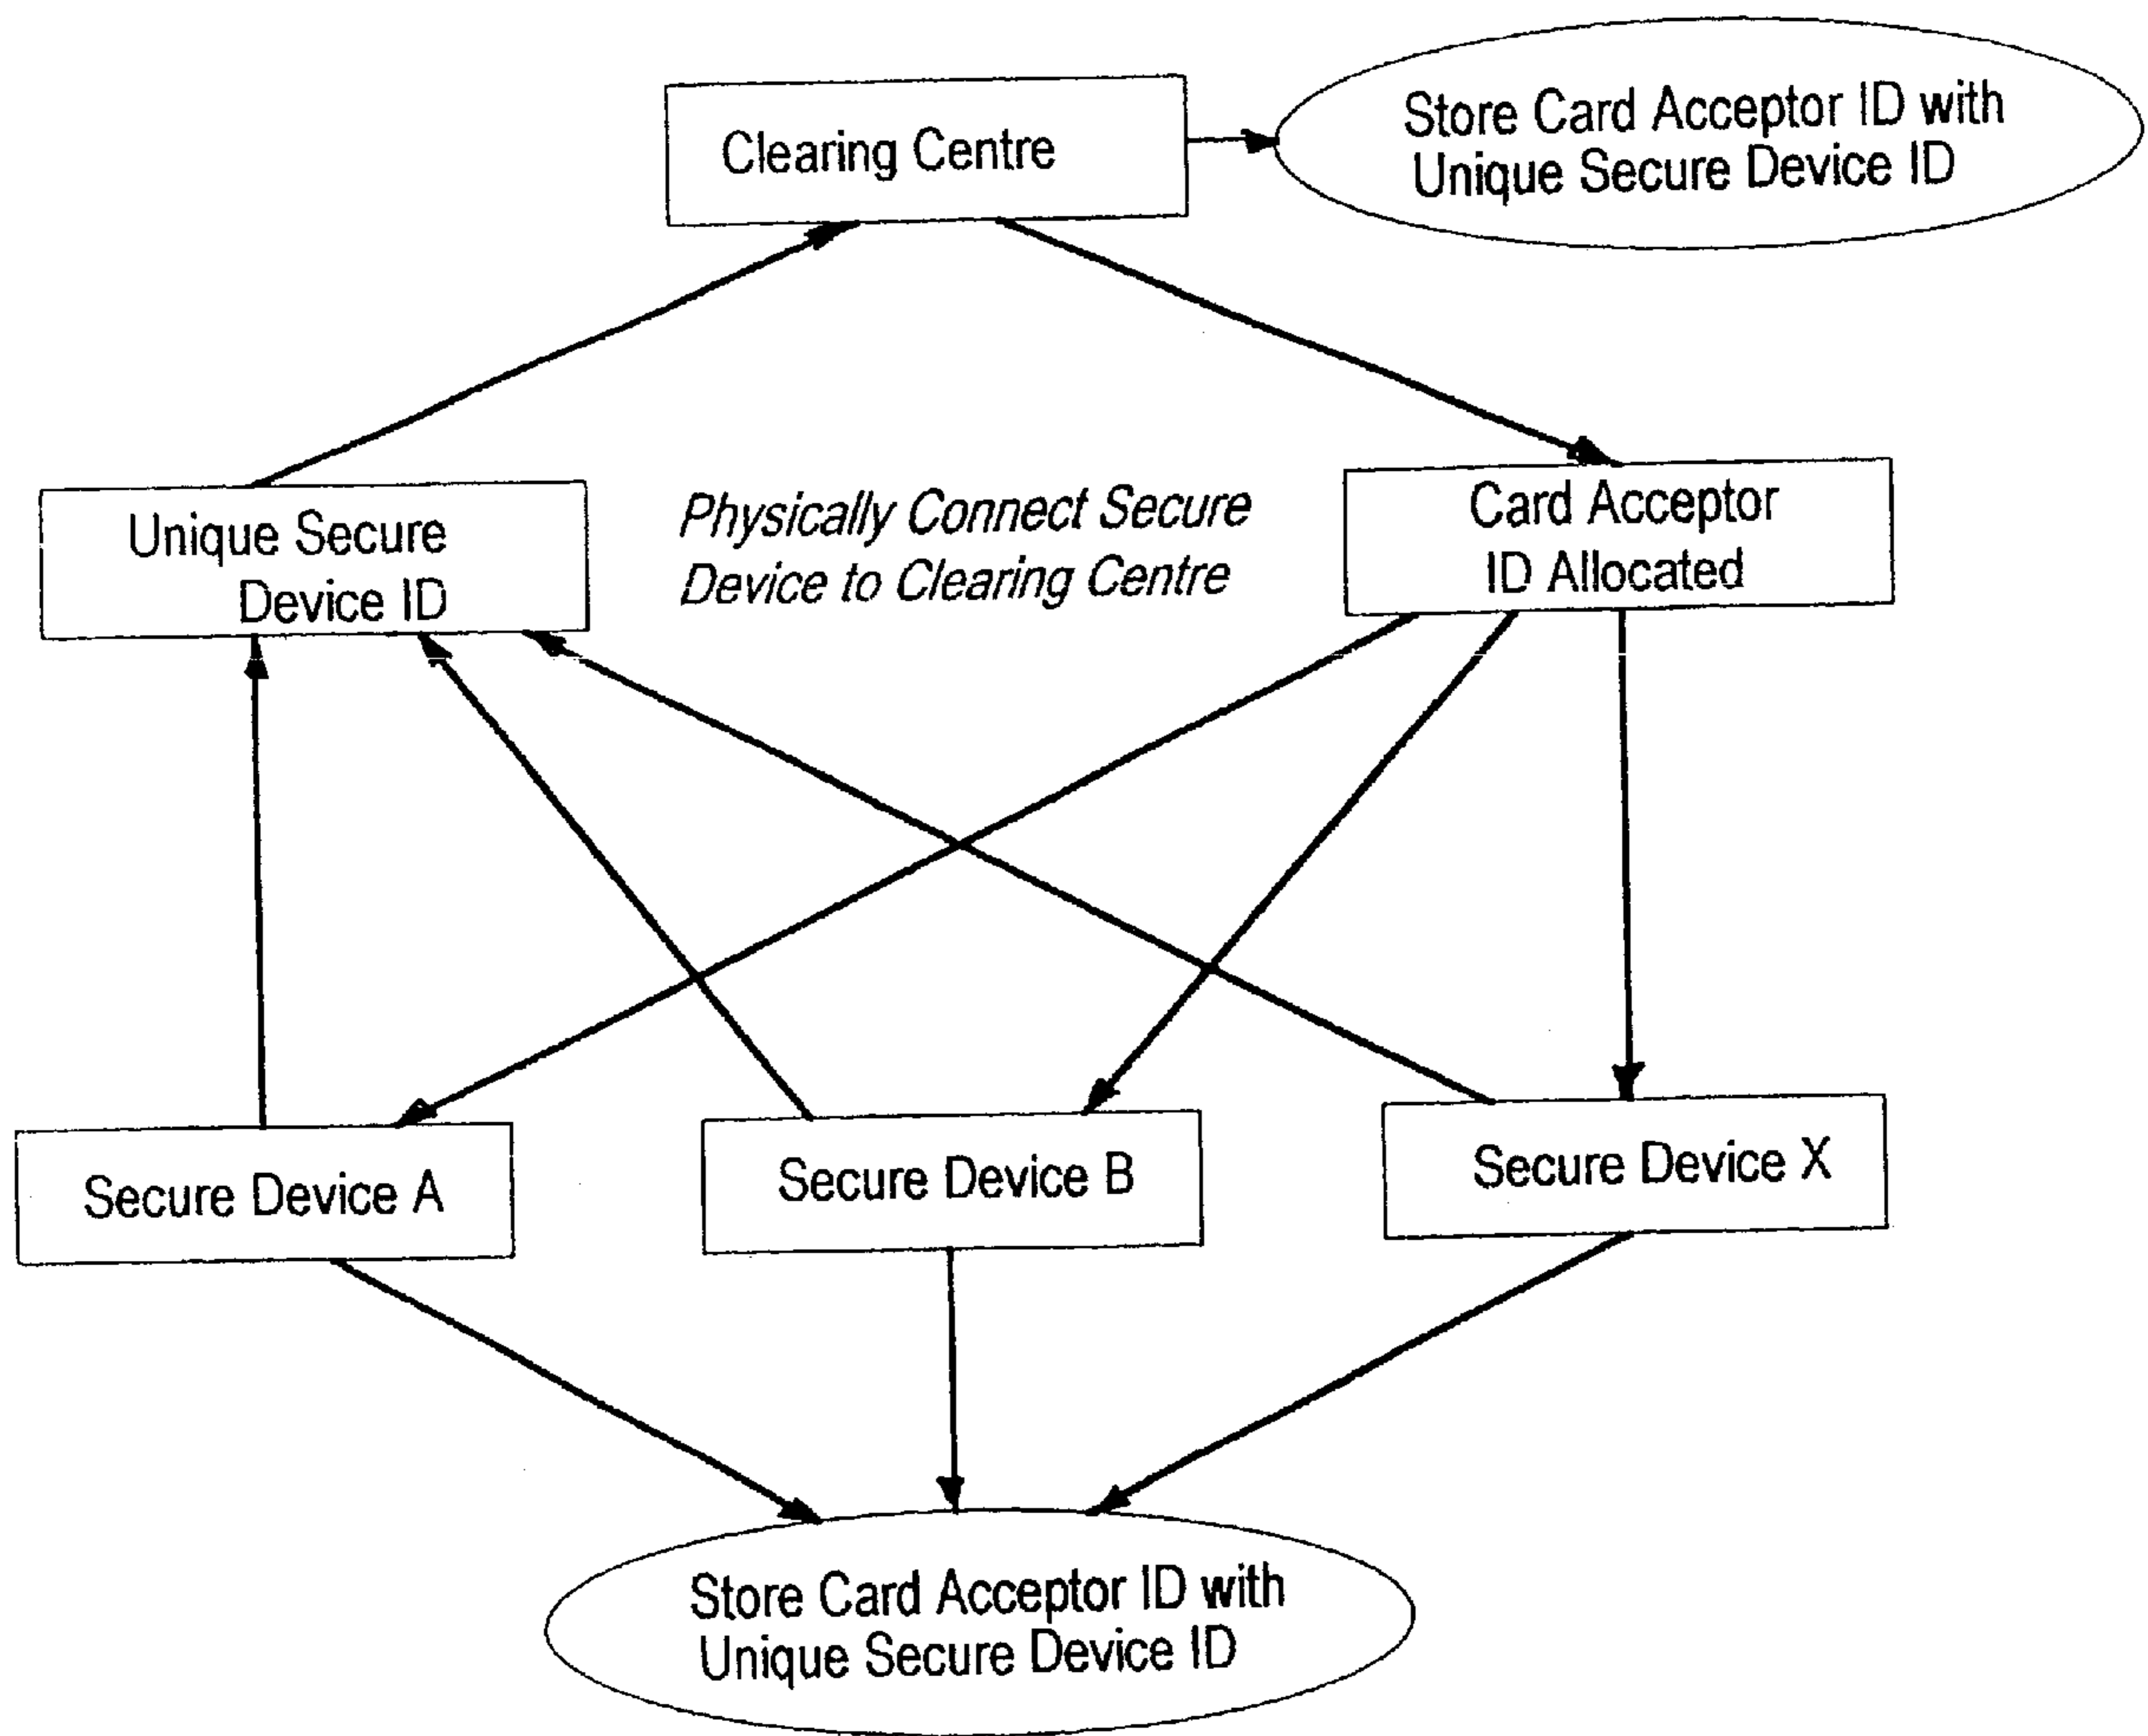 Clearing Centre
Store Card Acceptor ID with
Unique Secure Device ID
Unique Secure
Device ID
Physically Connect Secure
Device to Clearing Centre
Card Acceptor
ID Allocated
Secure Device A
Secure Device B
Secure Device X
Store Card Acceptor ID with
Unique Secure Device ID